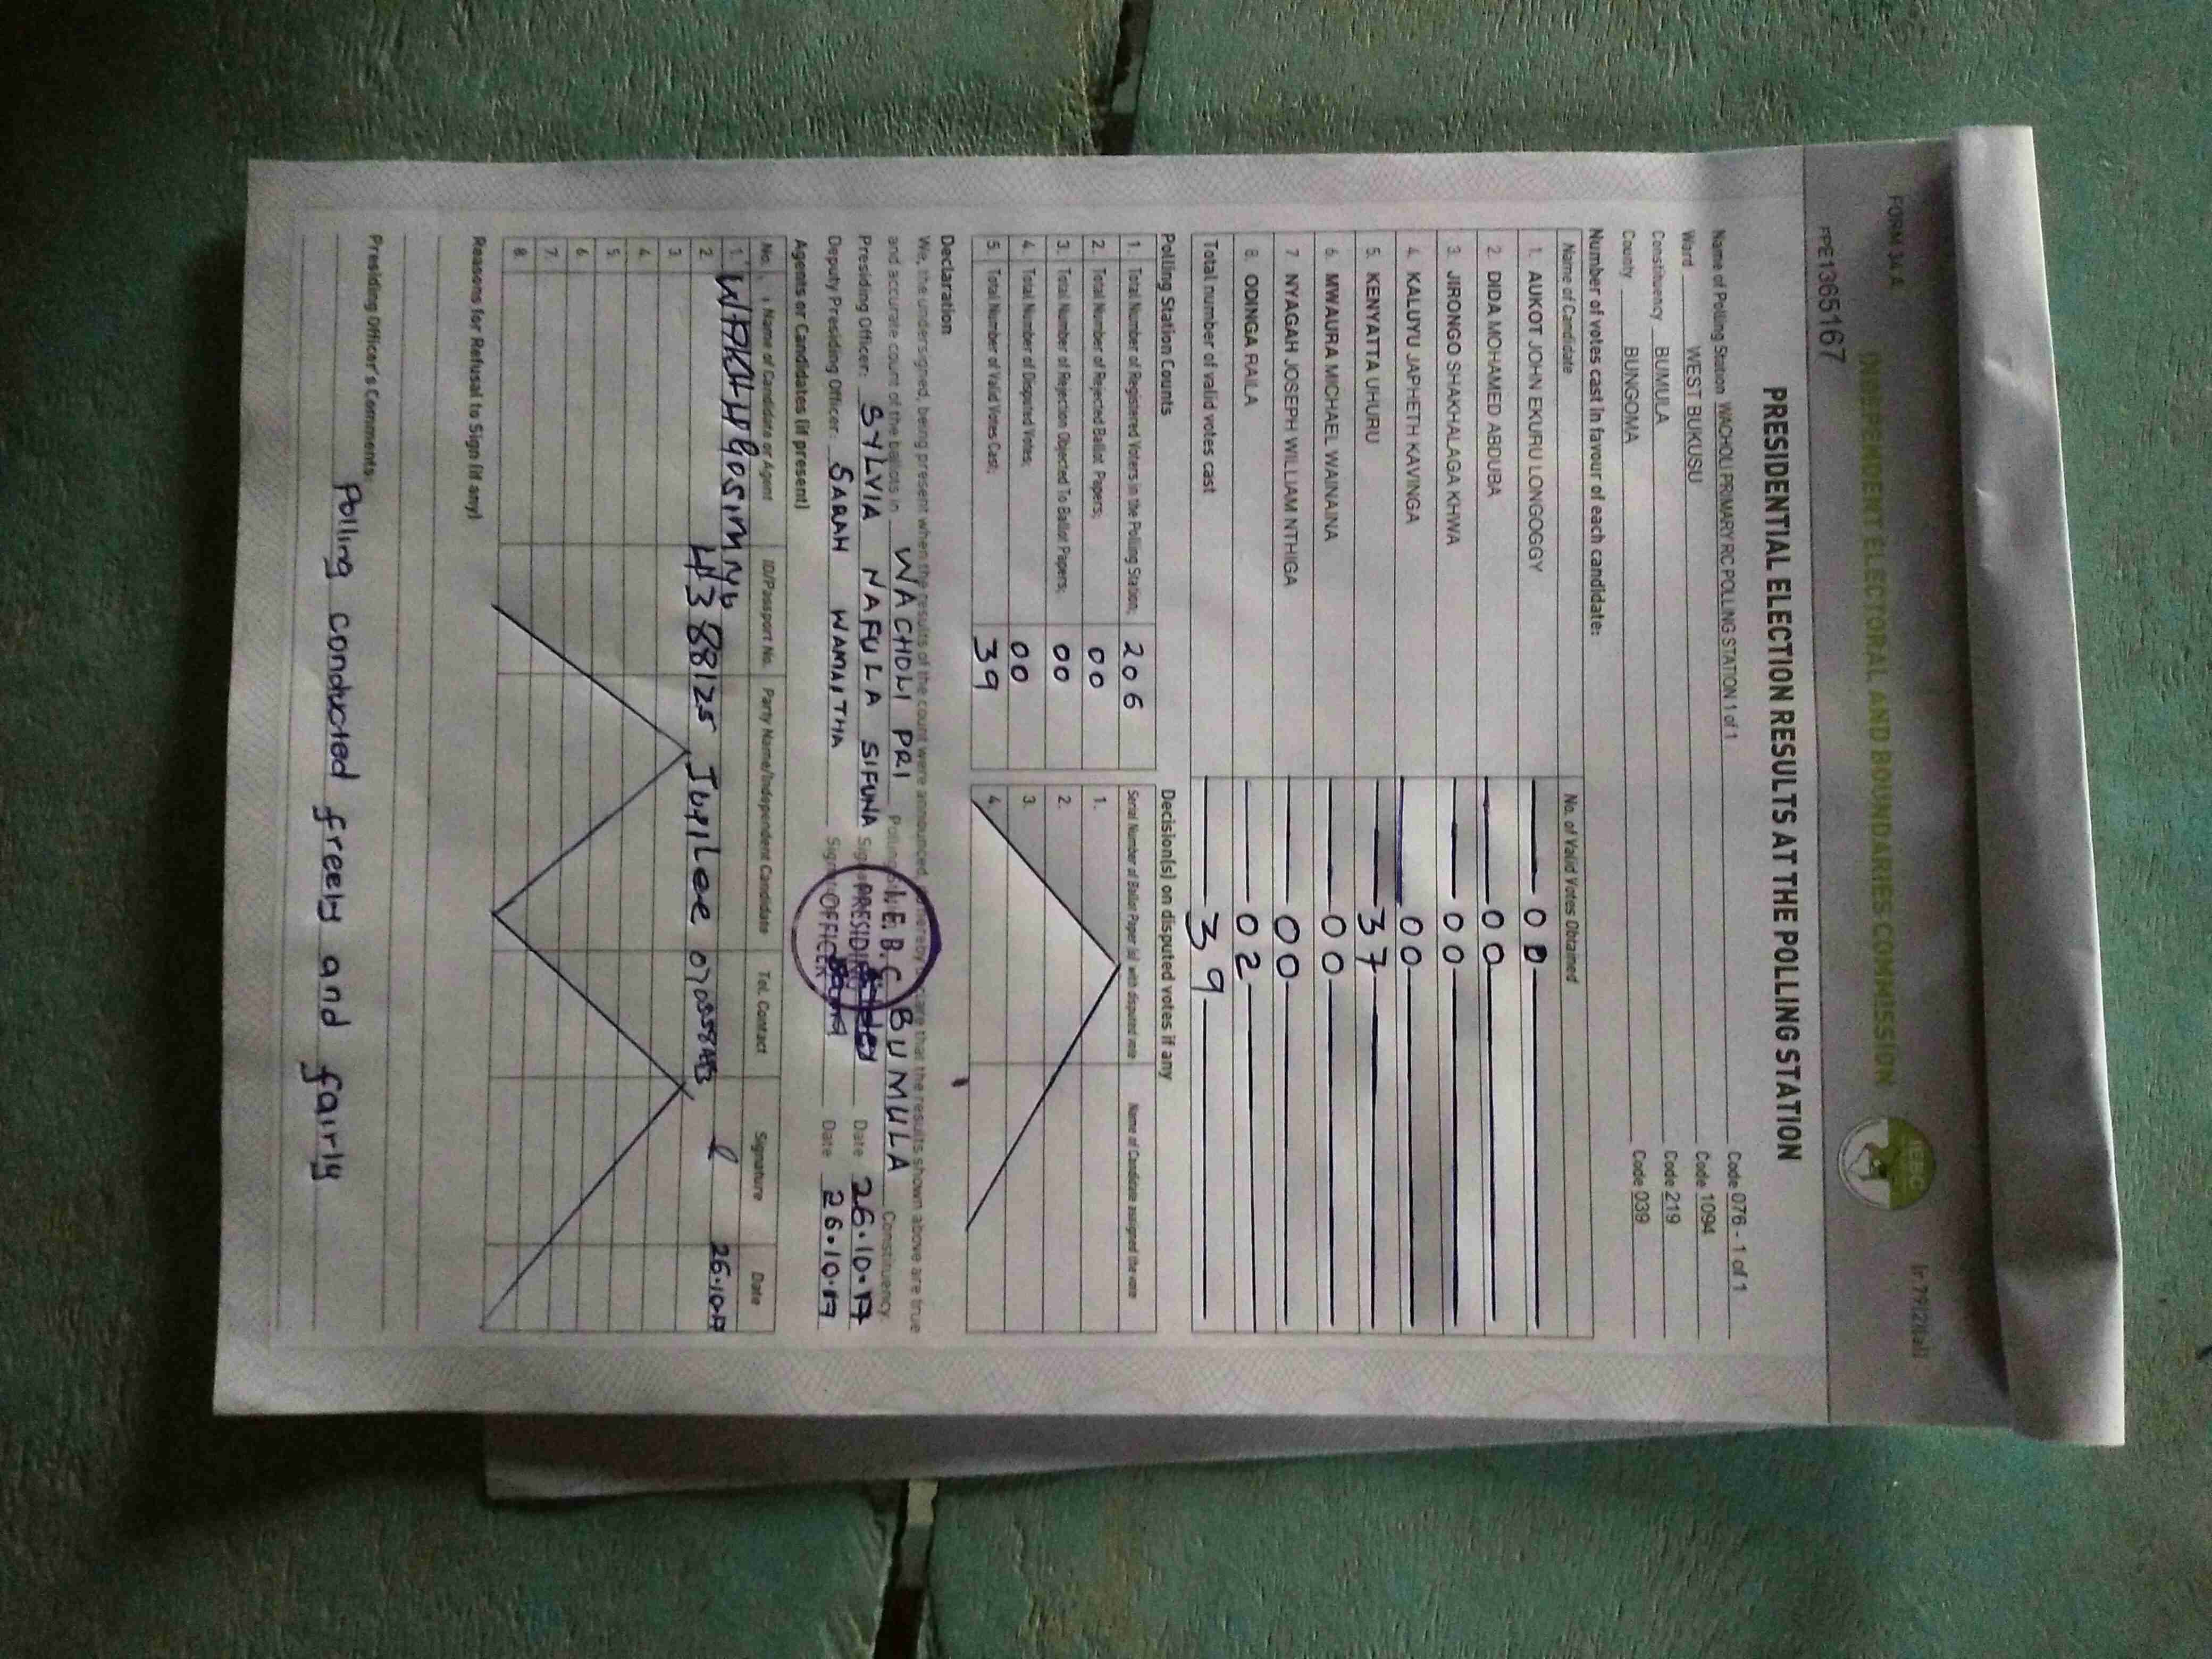 FORM 34 A
INDEPENDENT ELECTORAL AND BOUNDARIES COMMISSION
IEBC
PPE1365167
PRESIDENTIAL ELECTION RESULTS AT THE POLLING STATION
Name of Polling Station WACHOLI PRIMARY RC POLLING STATION 1 of 1 Code 076 - 1 of 1
Ward WEST BUKUSU Code 1094
Constituency BUMULA Code 219
County BUNGOMA Code 039
Number of votes cast in favour of each candidate:
Name of Candidate No. of Valid Votes Obtained
1. AUKOT JOHN EKURU LONGOGGY 00
2. DIDA MOHAMED ABDUBA 00
3. JIRONGO SHAKHALAGA KHWA 00
4. KALUYU JAPHETH KAVINGA 00
5. KENYATTA UHURU 37
6. MWAURA MICHAEL WAINAINA 00
7 NYAGAH JOSEPH WILLIAM NTHIGA 00
8. ODINGA RAILA 02
Total number of valid votes cast 39
Polling Station Counts
1. Total Number of Registered Voters in the Polling Station; 206
2. Total Number of Rejected Ballot Papers; 00
3. Total Number of Rejection Objected To Ballot Papers; 00
4. Total Number of Disputed Votes; 00
5. Total Number of Valid Votes Cast; 39
Decision(s) on disputed votes if any
Serial Number of Ballot Paper (s) with disputed vote Name of Candidate assigned the vote
1.
2.
3.
4.
Declaration
We, the undersigned, being present when the results of the count were announced, do hereby declare that the results shown above are true
and accurate count of the ballots in WACHOLI PRI Polling BUMULA Constituency
Presiding Officer: SYLVIA NAFULA SIFUNA Date 26.10.17
Deputy Presiding Officer: SARAH WAMAITHA Date 26.10.17
I.E.B.C
PRESIDING
OFFICER
Agents or Candidates (if present)
No. Name of Candidate or Agent ID/Passport No. Party Name/Independent Candidate Tel. Contact Signature Date
1
2 Jupilee 26.10.17
3
4
5
6
7
8
Reasons for Refusal to Sign (if any)
Presiding Officer's Comments
Polling conducted freely and fairly